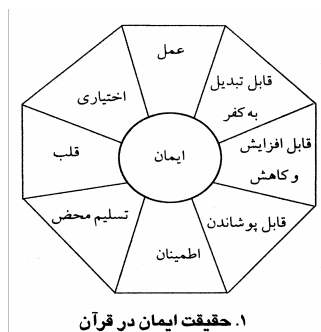 عمل
قابل تبدیل
به کفر
اختیاری
قابل افزایش
و کاهش
قلب
ایمان
تسلیم محض
قابل پوشاندن
اطمینان
۱. حقیقت ایمان در قرآن